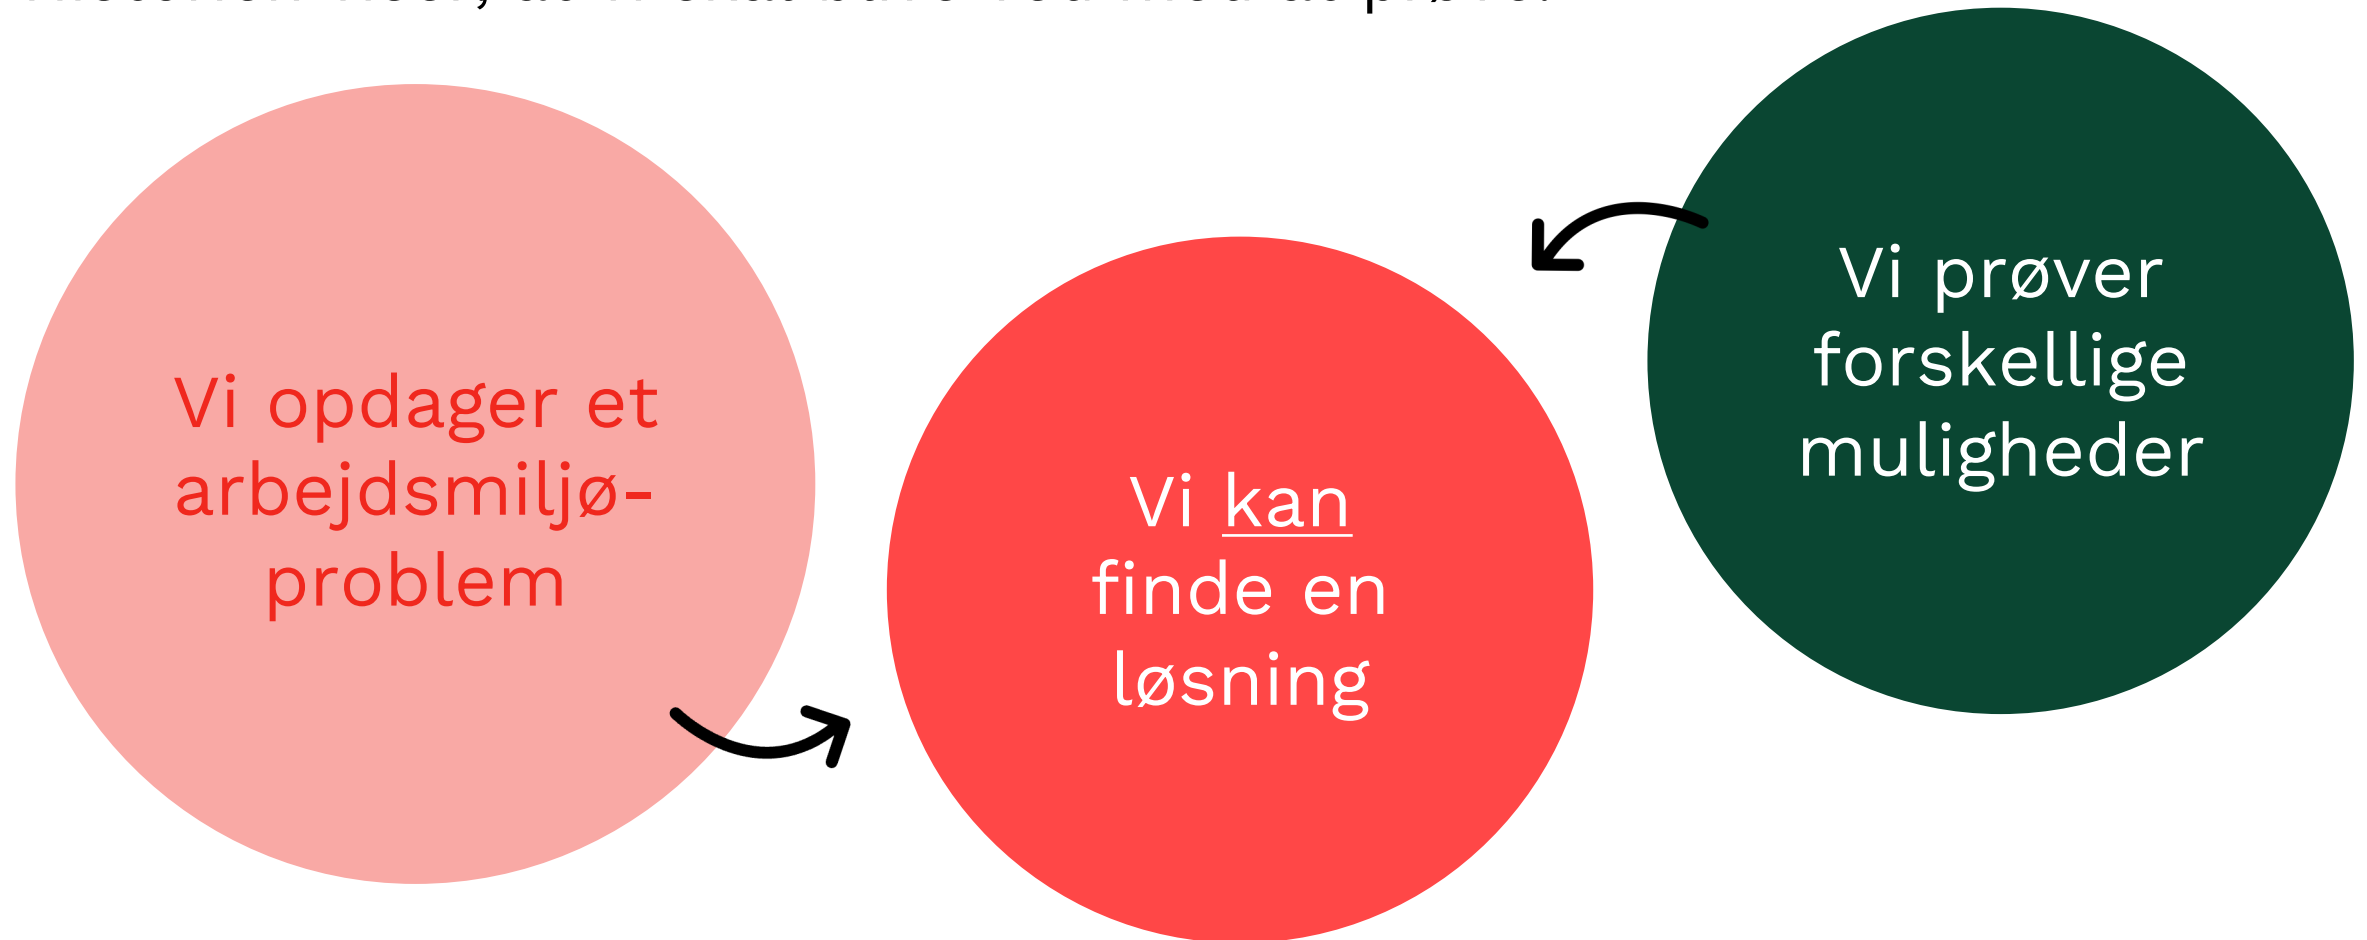 Vi opdager et
arbejdsmiljø-
problem
Vi kan
finde en
løsning
Vi prøver
forskellige
muligheder